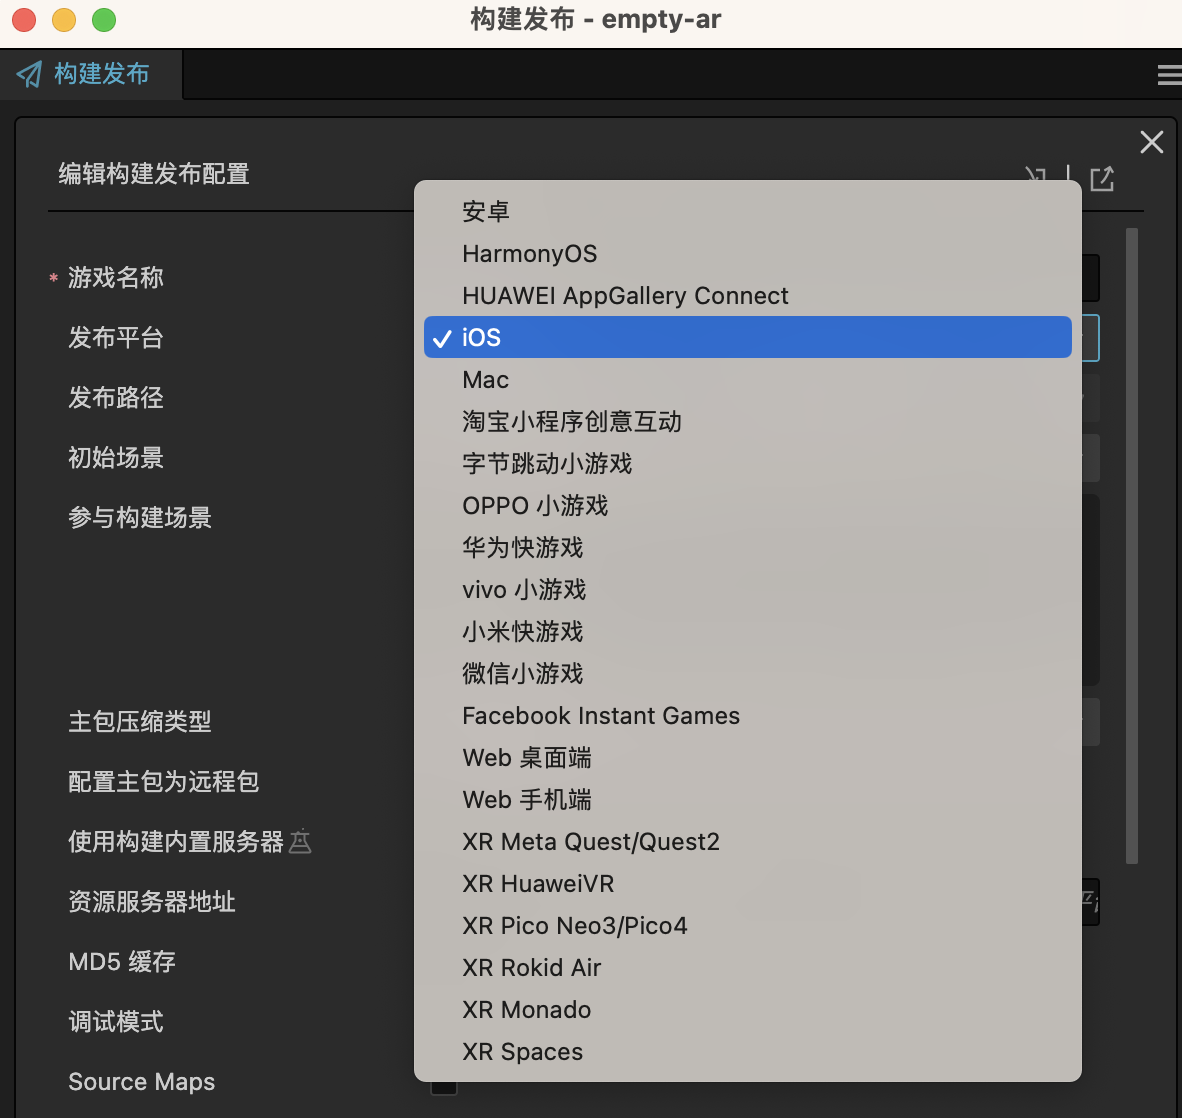 构建发布 - empty-ar
构建发布
编辑构建发布配置
* 游戏名称
发布平台
发布路径
初始场景
参与构建场景
主包压缩类型
配置主包为远程包
使用构建内置服务器
资源服务器地址
MD5 缓存
调试模式
Source Maps
安卓
HarmonyOS
HUAWEI AppGallery Connect
iOS
Mac
淘宝小程序创意互动
字节跳动小游戏
OPPO 小游戏
华为快游戏
vivo 小游戏
小米快游戏
微信小游戏
Facebook Instant Games
Web 桌面端
Web 手机端
XR Meta Quest/Quest2
XR HuaweiVR
XR Pico Neo3/Pico4
XR Rokid Air
XR Monado
XR Spaces